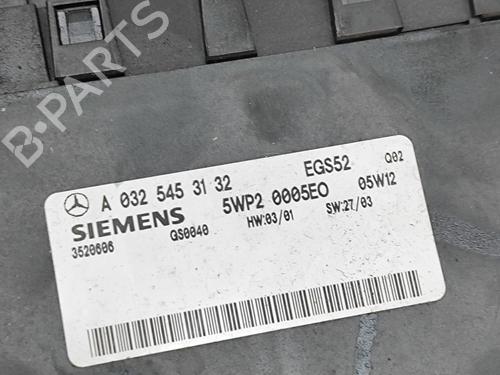 B-PARTS
A 032 545 31 32 EGS52 Q02
SIEMENS 5WP2 0005EO 05W12
3520606 GS0040 HW:03/01 SW:27/03